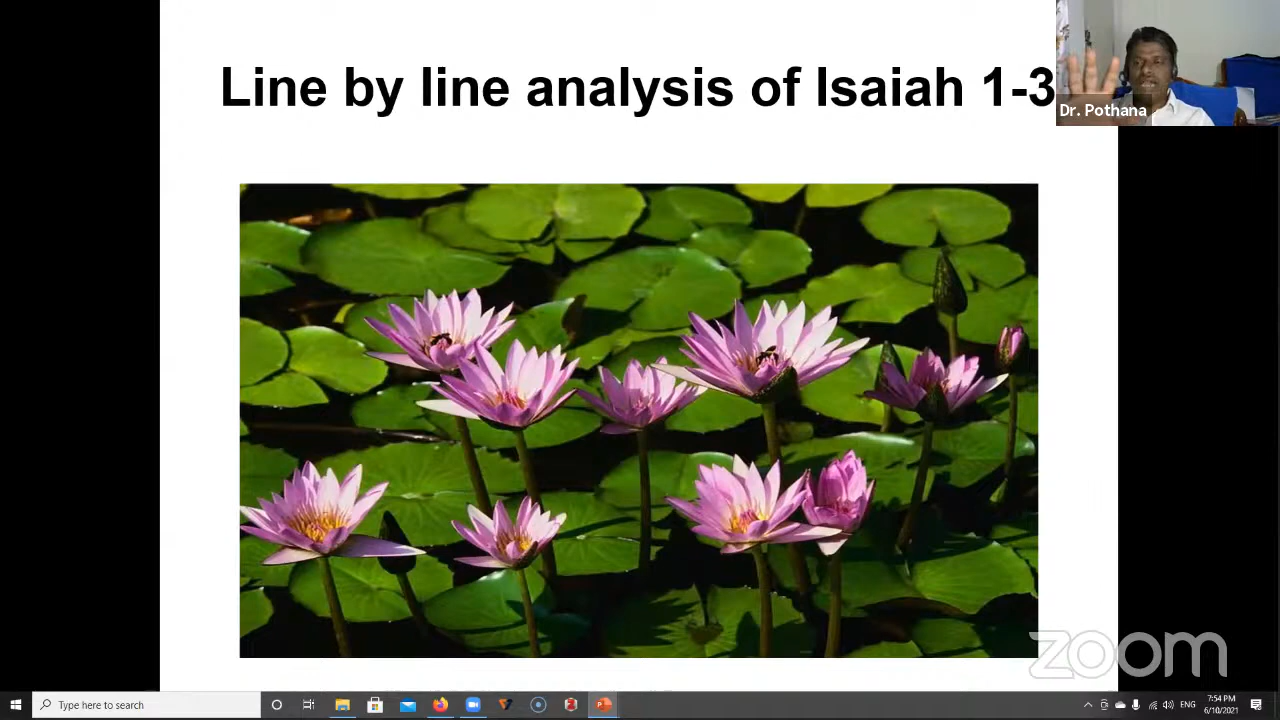 Line by line analysis of Isaiah 1-3
Dr. Pothana
zoom
Type here to search
ENG
7:54 PM
6/10/2021